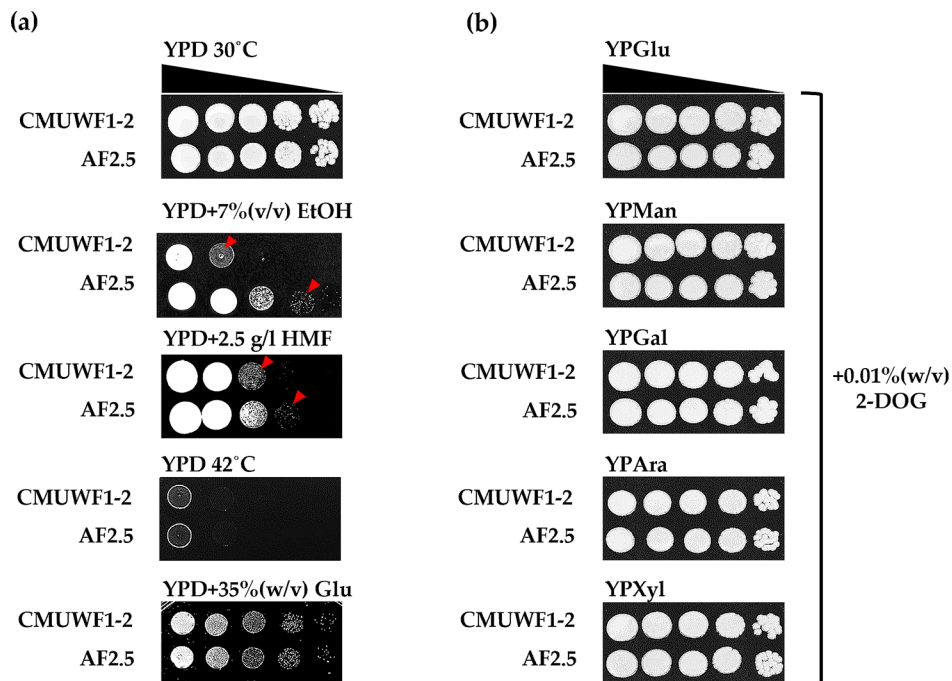 (a)
YPD 30˚C
CMUWF1-2
AF2.5
YPD+7%(v/v) EtOH
CMUWF1-2
AF2.5
YPD+2.5 g/l HMF
CMUWF1-2
AF2.5
YPD 42˚C
CMUWF1-2
AF2.5
YPD+35%(w/v) Glu
CMUWF1-2
AF2.5
(b)
YPGlu
CMUWF1-2
AF2.5
YPMan
CMUWF1-2
AF2.5
YPGal
CMUWF1-2
AF2.5
YPAra
CMUWF1-2
AF2.5
YPXyl
CMUWF1-2
AF2.5
+0.01%(w/v)
2-DOG